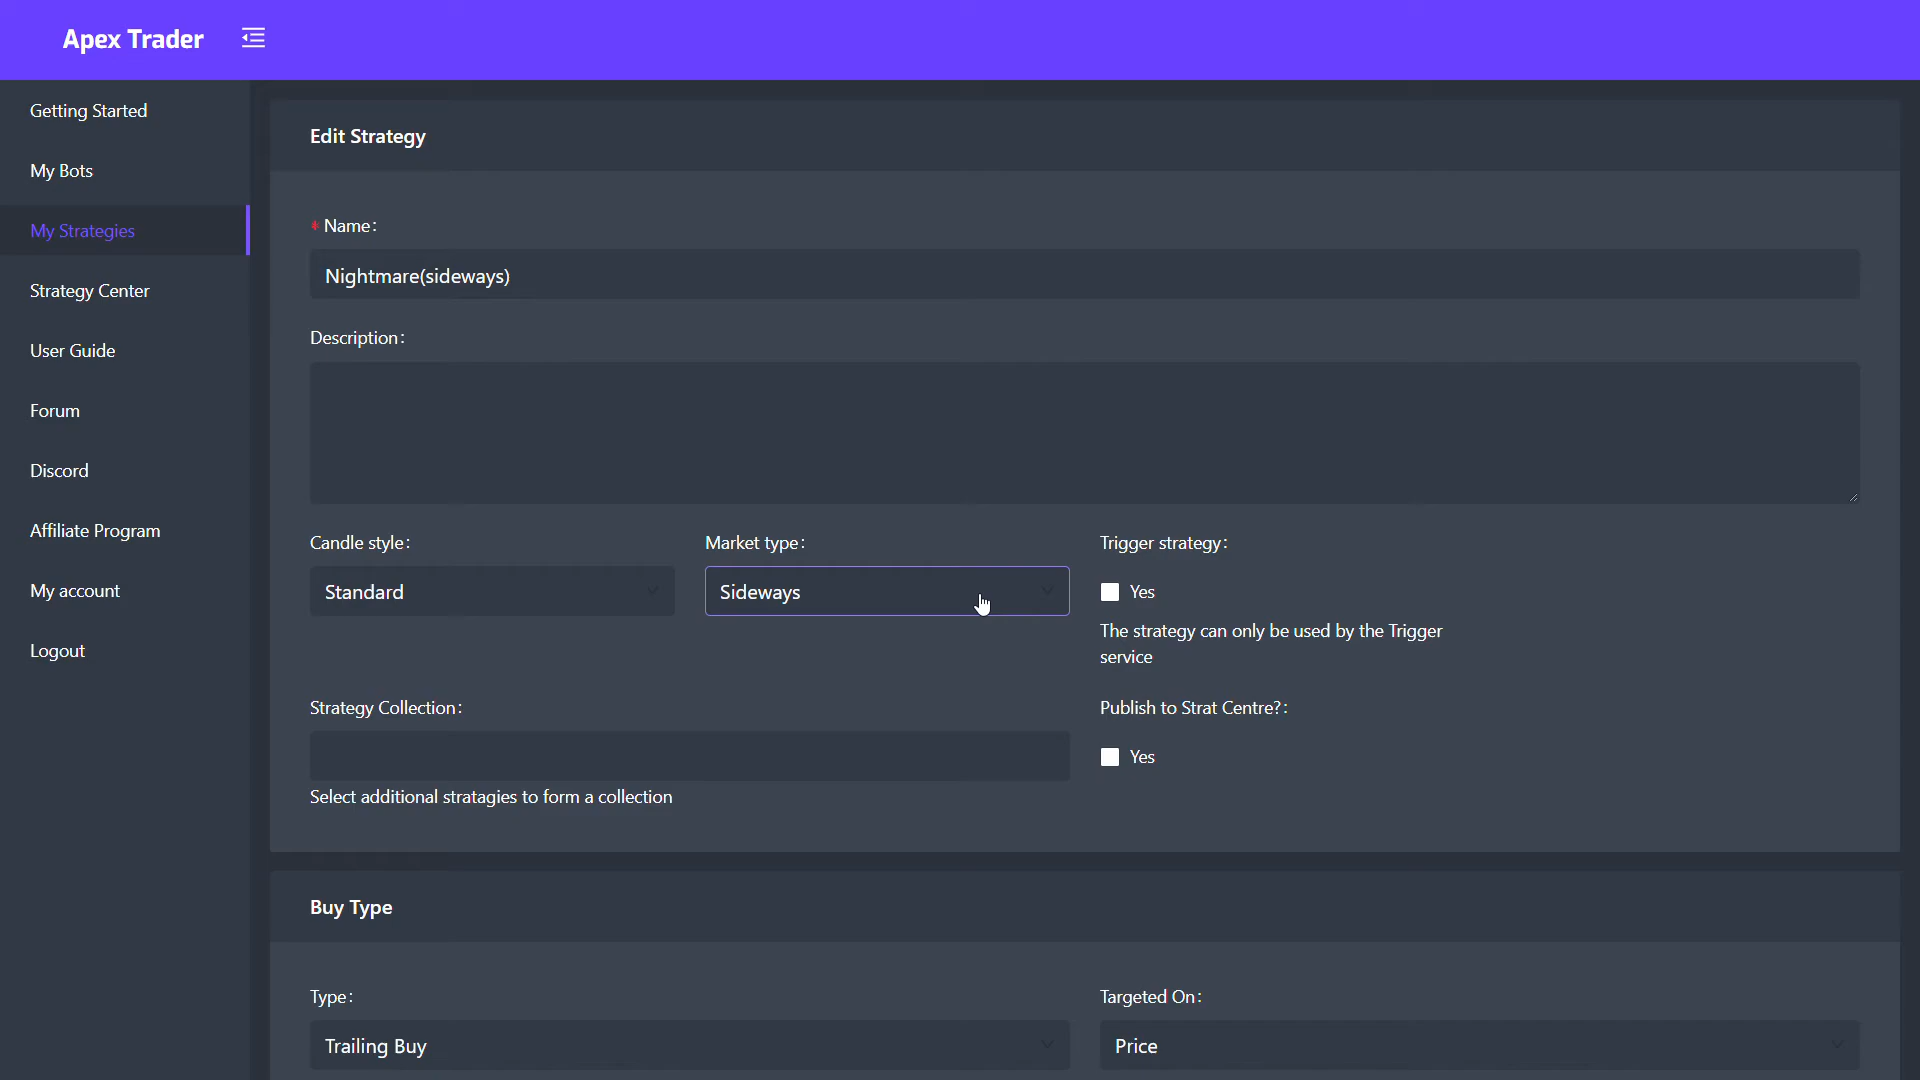 Apex Trader
Getting Started
My Bots
My Strategies
Strategy Center
User Guide
Forum
Discord
Affiliate Program
My account
Logout
Edit Strategy
* Name:
Nightmare(sideways)
Description:
Candle style:
Market type:
Trigger strategy:
Standard
Sideways
Yes
The strategy can only be used by the Trigger
service
Strategy Collection:
Publish to Strat Centre?:
Yes
Select additional stratagies to form a collection
Buy Type
Type:
Targeted On:
Trailing Buy
Price